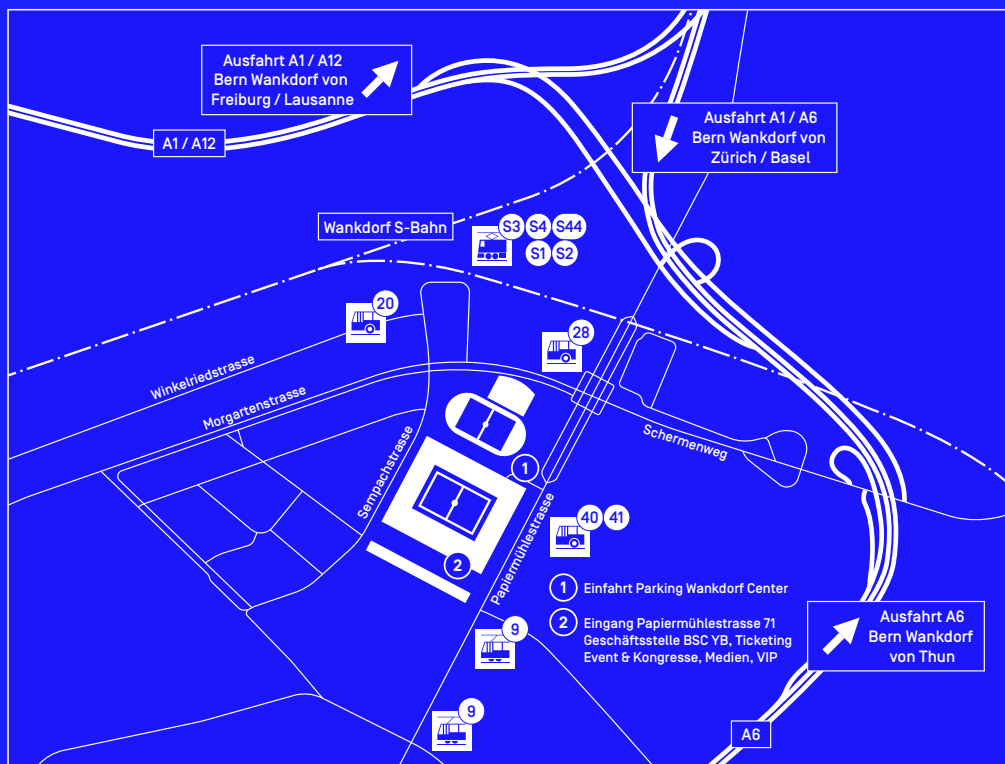 Ausfahrt A1 / A12
Bern Wankdorf von
Freiburg / Lausanne
A1 / A12
Ausfahrt A1 / A6
Bern Wankdorf von
Zürich / Basel
Wankdorf S-Bahn
S3 S4 S44
S1 S2
20
28
Winkelriedstrasse
Morgartenstrasse
Sempachstrasse
Schermenweg
1
Papiermühlestrasse
40 41
2
1 Einfahrt Parking Wankdorf Center
2 Eingang Papiermühlestrasse 71
Geschäftsstelle BSC YB, Ticketing
Event & Kongresse, Medien, VIP
9
Ausfahrt A6
Bern Wankdorf
von Thun
9
A6